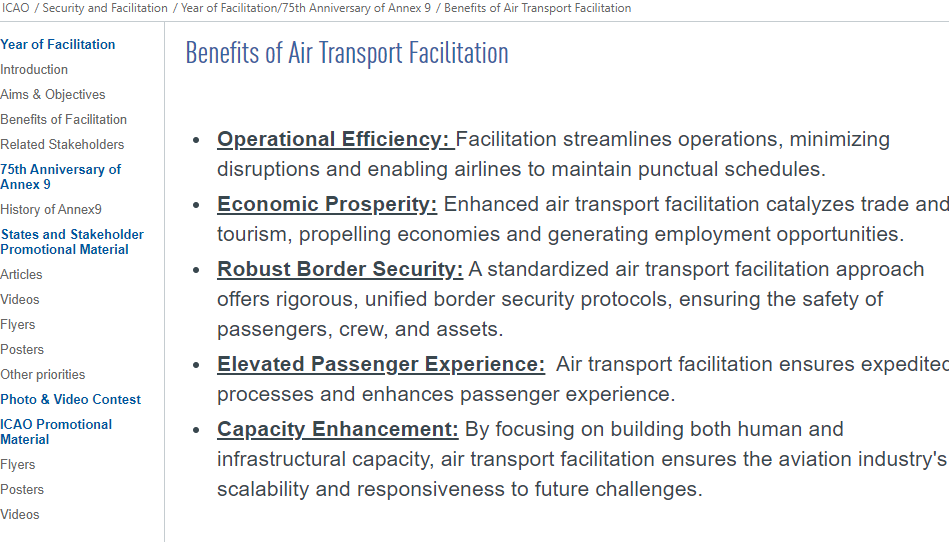 ICAO / Security and Facilitation / Year of Facilitation/75th Anniversary of Annex 9 / Benefits of Air Transport Facilitation
Year of Facilitation
Introduction
Aims & Objectives
Benefits of Facilitation
Related Stakeholders
75th Anniversary of
Annex 9
History of Annex9
States and Stakeholder
Promotional Material
Articles
Videos
Flyers
Posters
Other priorities
Photo & Video Contest
ICAO Promotional
Material
Flyers
Posters
Videos
Benefits of Air Transport Facilitation
• Operational Efficiency: Facilitation streamlines operations, minimizing
disruptions and enabling airlines to maintain punctual schedules.
• Economic Prosperity: Enhanced air transport facilitation catalyzes trade and
tourism, propelling economies and generating employment opportunities.
• Robust Border Security: A standardized air transport facilitation approach
offers rigorous, unified border security protocols, ensuring the safety of
passengers, crew, and assets.
• Elevated Passenger Experience: Air transport facilitation ensures expedited
processes and enhances passenger experience.
• Capacity Enhancement: By focusing on building both human and
infrastructural capacity, air transport facilitation ensures the aviation industry's
scalability and responsiveness to future challenges.